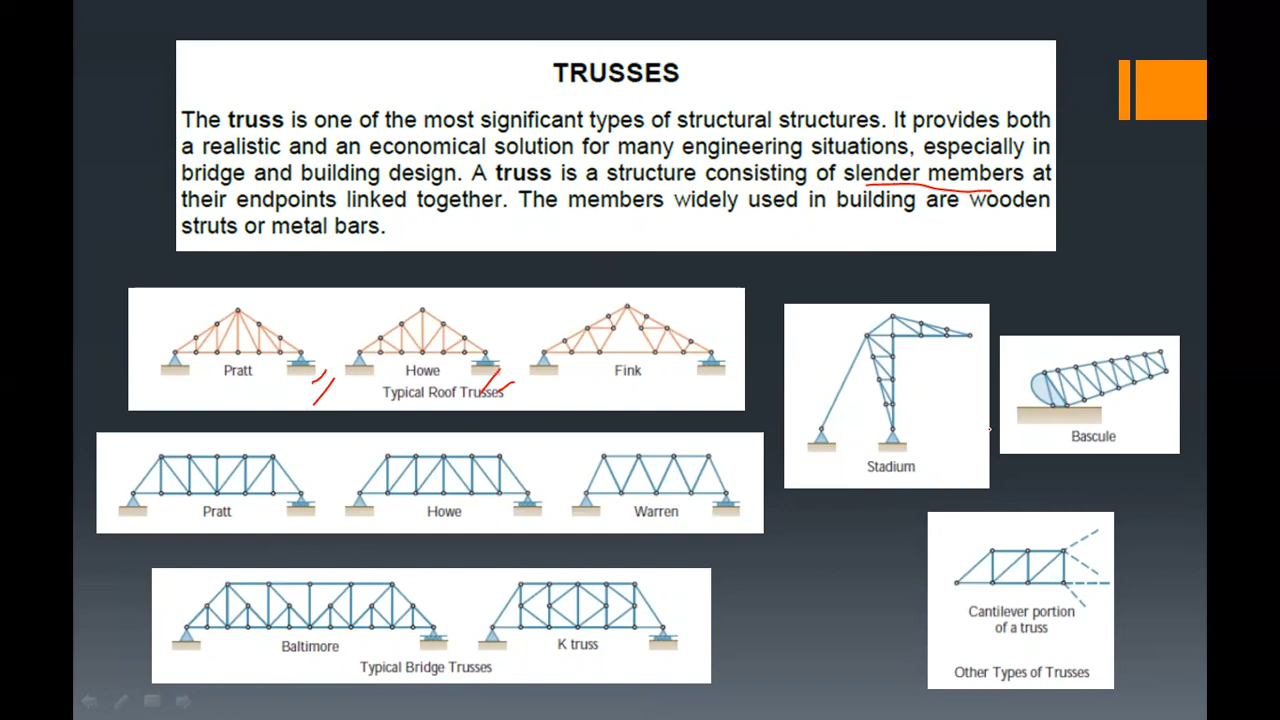 TRUSSES
The truss is one of the most significant types of structural structures. It provides both
a realistic and an economical solution for many engineering situations, especially in
bridge and building design. A truss is a structure consisting of slender members at
their endpoints linked together. The members widely used in building are wooden
struts or metal bars.
Pratt
Howe
Fink
Typical Roof Trusses
Pratt
Howe
Warren
Baltimore
K truss
Typical Bridge Trusses
Stadium
Bascule
Cantilever portion
of a truss
Other Types of Trusses